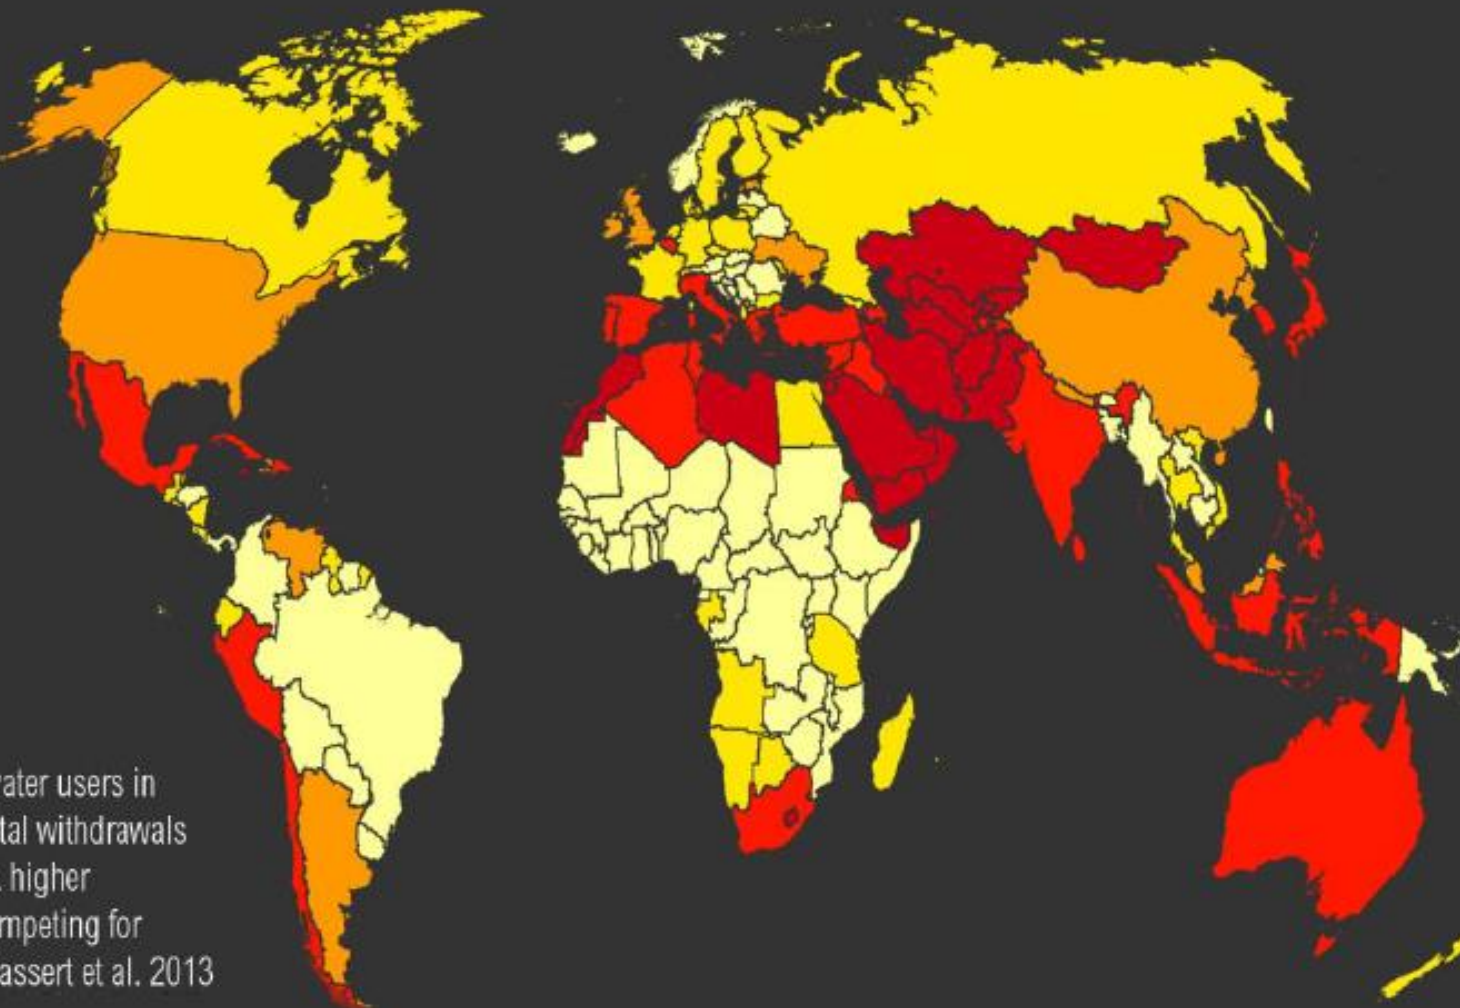 ater users in
tal withdrawals
. higher
mpeting for
assert et al. 2013